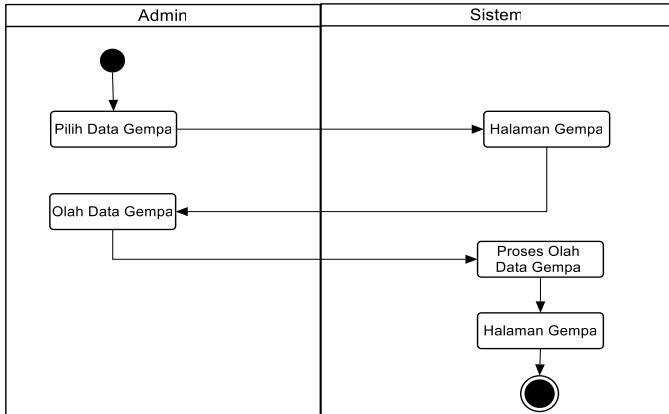 Admin
Sistem
Pilih Data Gempa
Halaman Gempa
Olah Data Gempa
Proses Olah
Data Gempa
Halaman Gempa